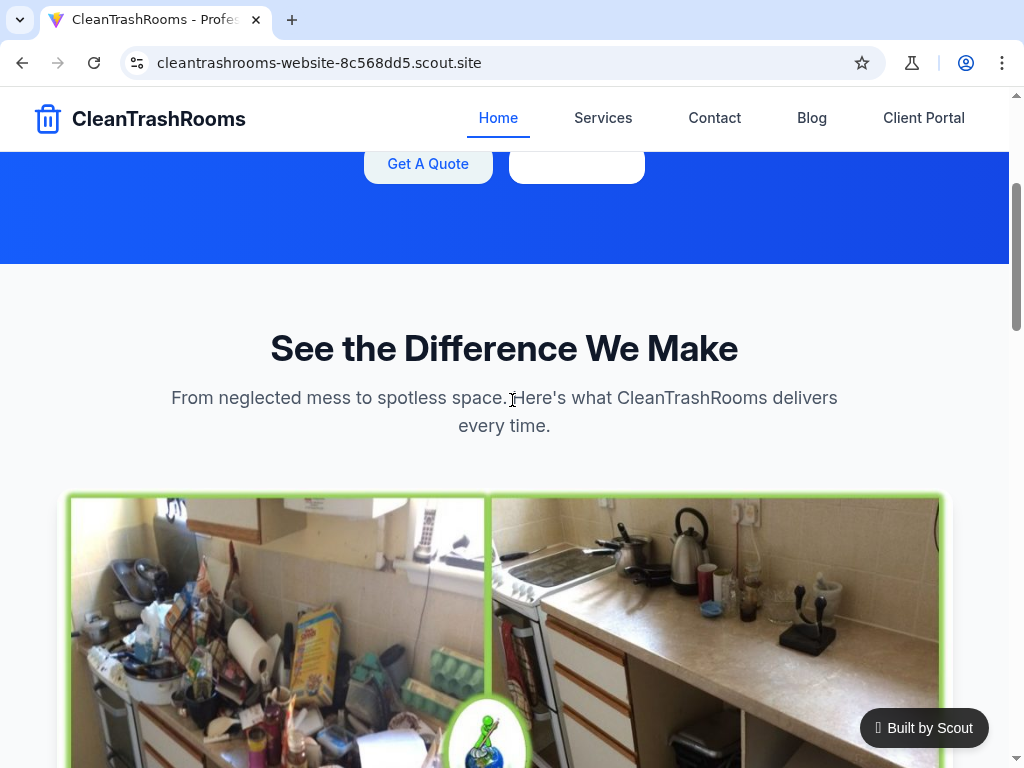 CleanTrashRooms - Profes
cleantrashrooms-website-8c568dd5.scout.site
CleanTrashRooms
Home
Services
Contact
Blog
Client Portal
Get A Quote
See the Difference We Make
From neglected mess to spotless space. Here's what CleanTrashRooms delivers
every time.
Built by Scout